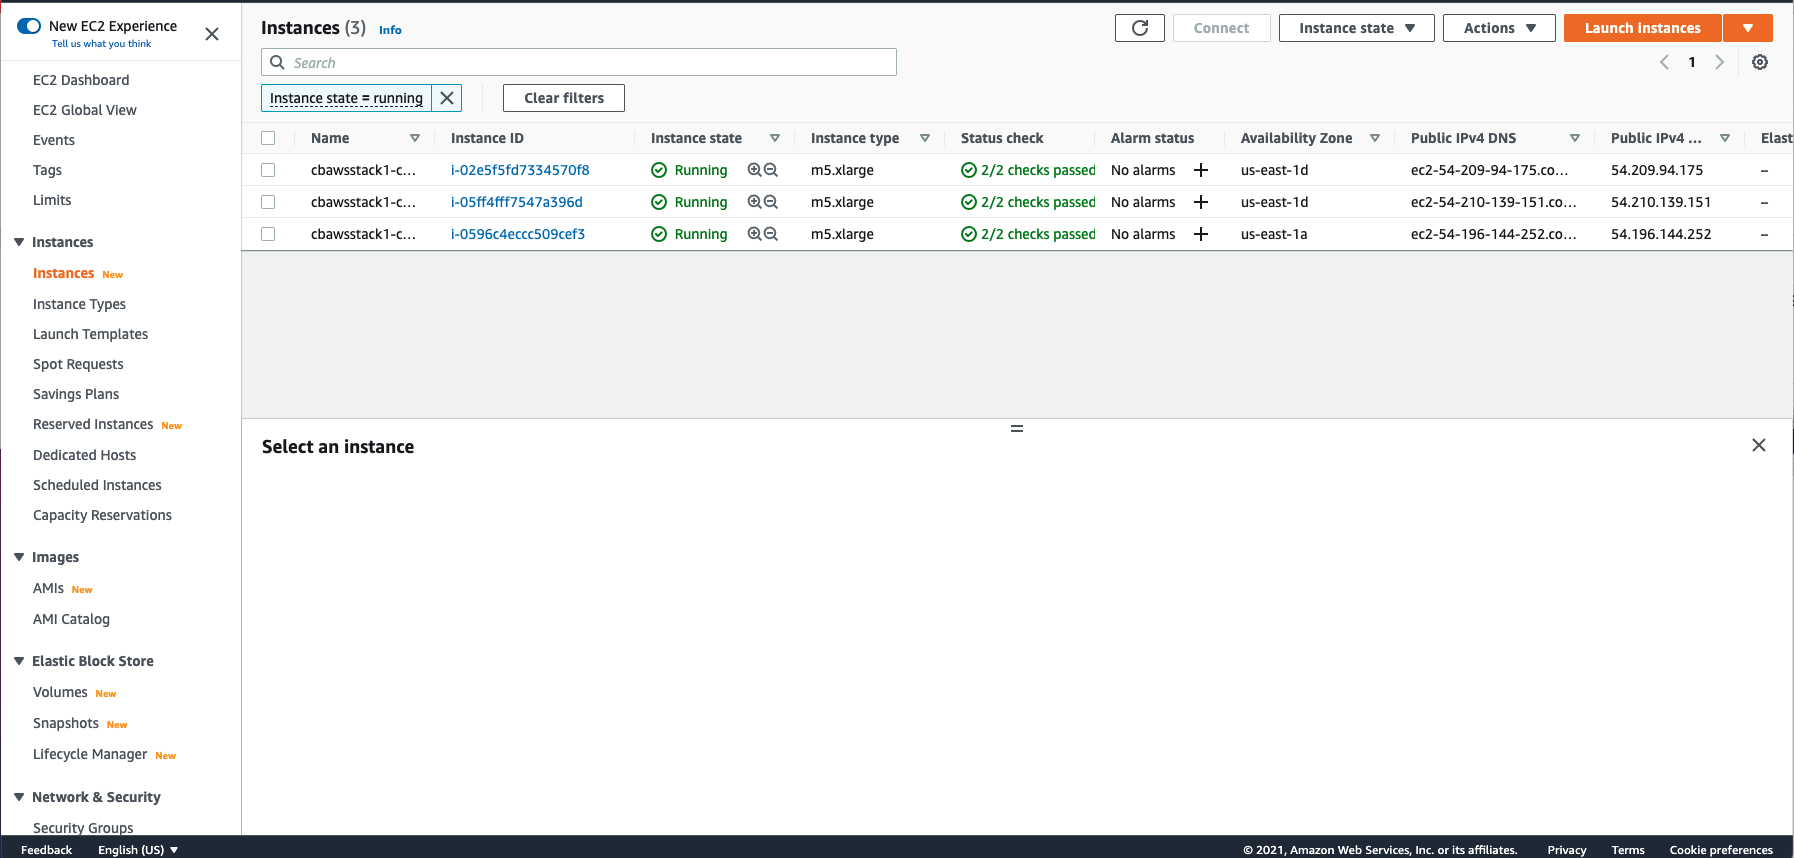 New EC2 Experience
Tell us what you think
EC2 Dashboard
EC2 Global View
Events
Tags
Limits
Instances
Instances New
Instance Types
Launch Templates
Spot Requests
Savings Plans
Reserved Instances New
Dedicated Hosts
Scheduled Instances
Capacity Reservations
Images
AMIs New
AMI Catalog
Elastic Block Store
Volumes New
Snapshots New
Lifecycle Manager New
Network & Security
Security Groups
Instances (3) Info
Connect Instance state Actions Launch instances
Search
1
Instance state = running Clear filters
Name Instance ID Instance state Instance type Status check Alarm status Availability Zone Public IPv4 DNS Public IPv4 ... Elast
cbawsstack1-c... i-02e5f5fd7334570f8 Running m5.xlarge 2/2 checks passed No alarms + us-east-1d ec2-54-209-94-175.co... 54.209.94.175 –
cbawsstack1-c... i-05ff4fff7547a396d Running m5.xlarge 2/2 checks passed No alarms + us-east-1d ec2-54-210-139-151.co... 54.210.139.151 –
cbawsstack1-c... i-0596c4eccc509cef3 Running m5.xlarge 2/2 checks passed No alarms + us-east-1a ec2-54-196-144-252.co... 54.196.144.252 –
Select an instance
Feedback English (US) © 2021, Amazon Web Services, Inc. or its affiliates. Privacy Terms Cookie preferences